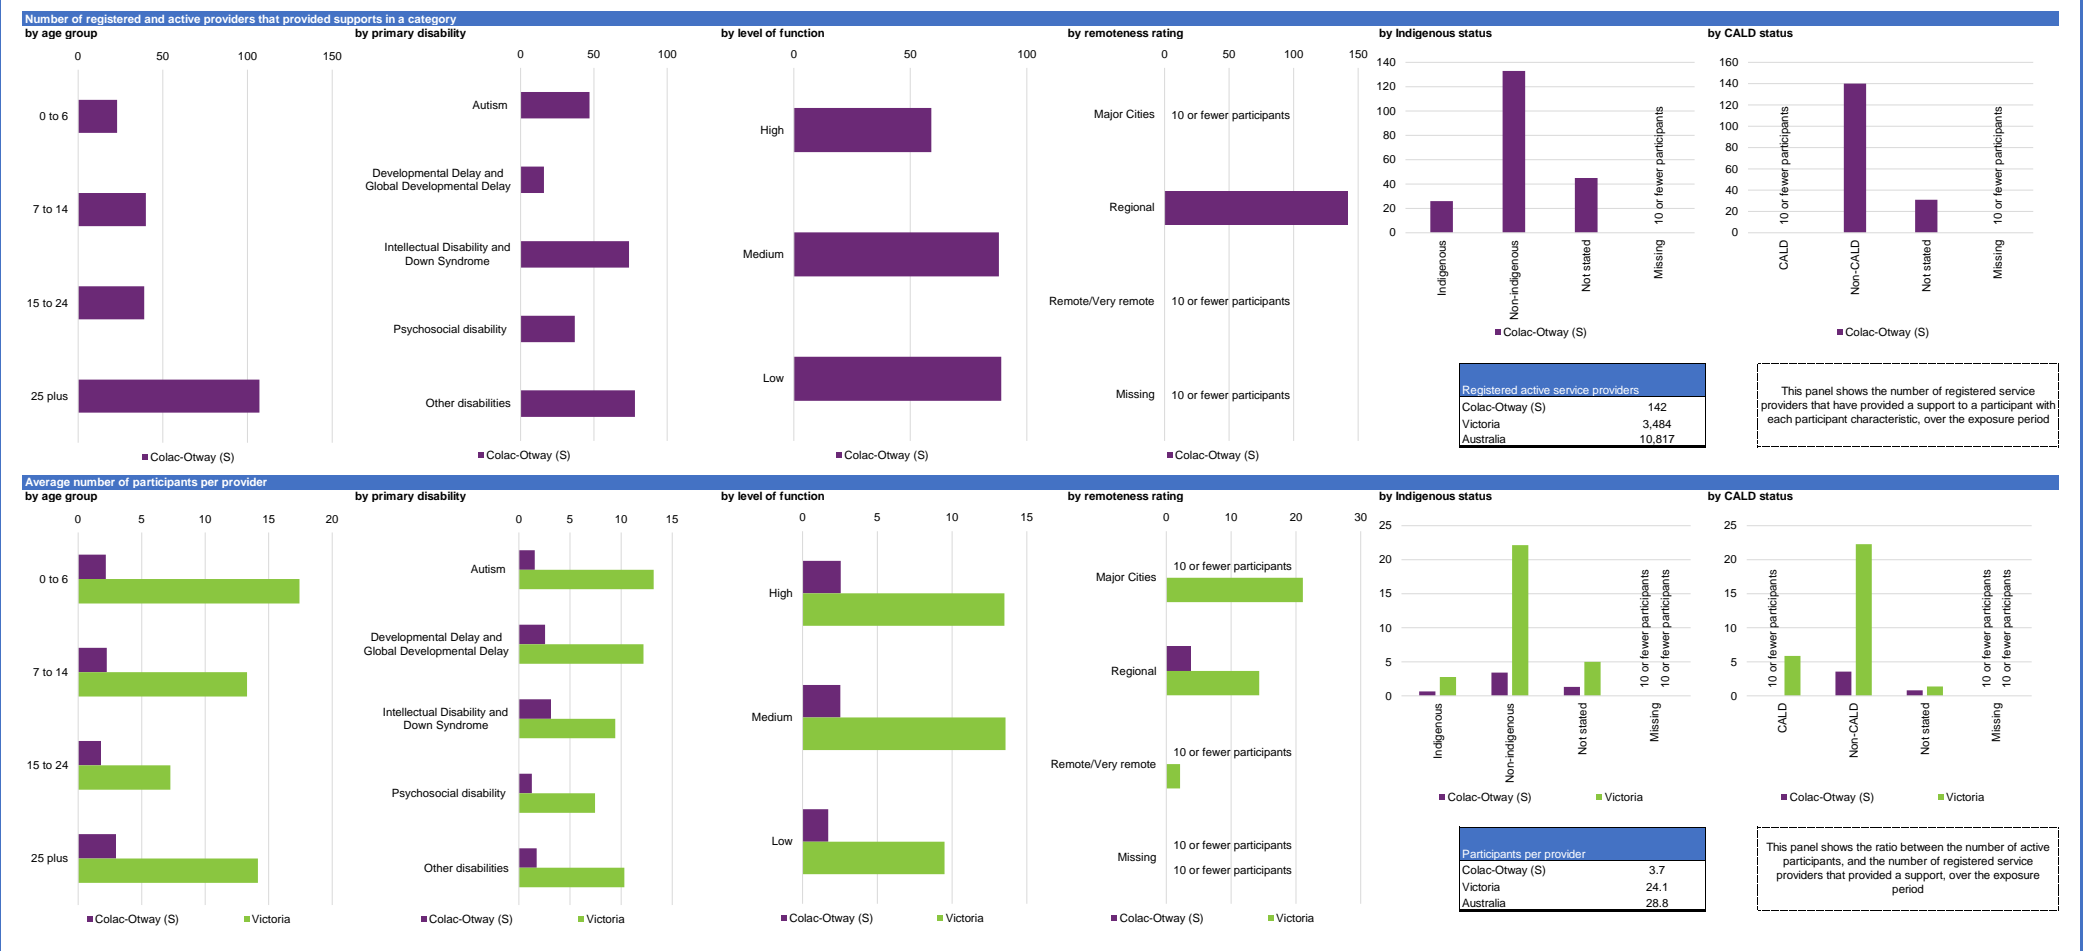 Number of registered and active providers that provided supports in a category
by age group
0 50 100 150
0 to 6
7 to 14
15 to 24
25 plus
Colac-Otway (S)
by primary disability
0 50 100
Autism
Developmental Delay and
Global Developmental Delay
Intellectual Disability and
Down Syndrome
Psychosocial disability
Other disabilities
Colac-Otway (S)
by level of function
0 50 100
High
Medium
Low
Colac-Otway (S)
by remoteness rating
0 50 100 150
Major Cities 10 or fewer participants
Regional
Remote/Very remote 10 or fewer participants
Missing 10 or fewer participants
Colac-Otway (S)
by Indigenous status
140
120
100
80
60
40
20
0
10 or fewer participants
Indigenous
Non-indigenous
Not stated
Missing
Colac-Otway (S)
by CALD status
160
140
120
100
80
60
40
20
0
10 or fewer participants
10 or fewer participants
CALD
Non-CALD
Not stated
Missing
Colac-Otway (S)
Registered active service providers
Colac-Otway (S) 142
Victoria 3,484
Australia 10,817
This panel shows the number of registered service
providers that have provided a support to a participant with
each participant characteristic, over the exposure period
Average number of participants per provider
by age group
0 5 10 15 20
0 to 6
7 to 14
15 to 24
25 plus
Colac-Otway (S) Victoria
by primary disability
0 5 10 15
Autism
Developmental Delay and
Global Developmental Delay
Intellectual Disability and
Down Syndrome
Psychosocial disability
Other disabilities
Colac-Otway (S) Victoria
by level of function
0 5 10 15
High
Medium
Low
Colac-Otway (S) Victoria
by remoteness rating
0 10 20 30
10 or fewer participants
Major Cities
Regional
10 or fewer participants
Remote/Very remote
10 or fewer participants
Missing
10 or fewer participants
Colac-Otway (S) Victoria
by Indigenous status
25
20
15
10
5
0
10 or fewer participants
10 or fewer participants
Indigenous
Non-indigenous
Not stated
Missing
Colac-Otway (S) Victoria
by CALD status
25
20
15
10
5
0
10 or fewer participants
10 or fewer participants
10 or fewer participants
CALD
Non-CALD
Not stated
Missing
Colac-Otway (S) Victoria
Participants per provider
Colac-Otway (S) 3.7
Victoria 24.1
Australia 28.8
This panel shows the ratio between the number of active
participants, and the number of registered service
providers that provided a support, over the exposure
period